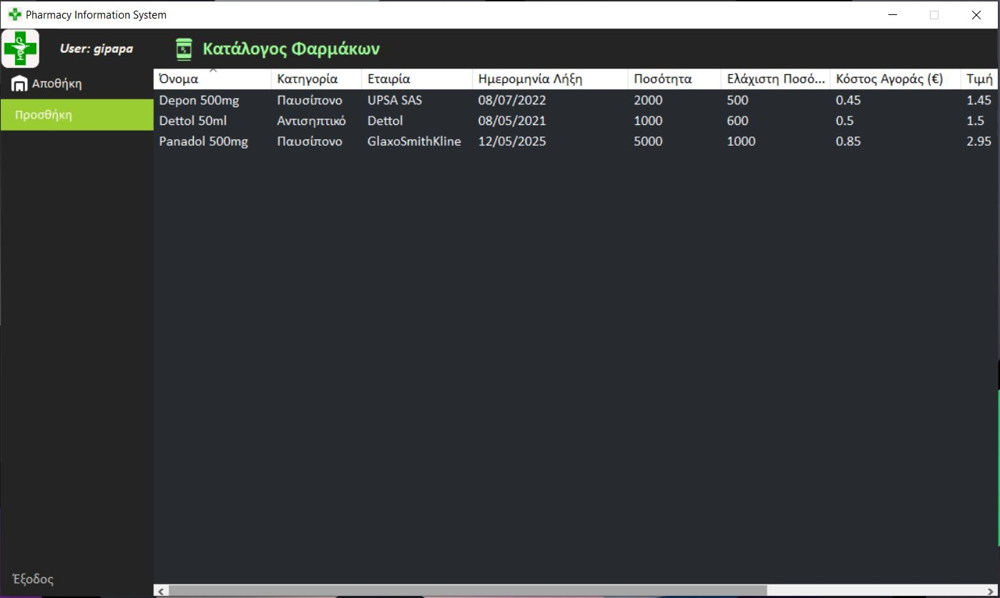 Pharmacy Information System
User: gipapa
Κατάλογος Φαρμάκων
Αποθήκη
Προσθήκη
Όνομα Κατηγορία Εταιρία Ημερομηνία Λήξη Ποσότητα Ελάχιστη Ποσό... Κόστος Αγοράς (€) Τιμή
Depon 500mg Παυσίπονο UPSA SAS 08/07/2022 2000 500 0.45 1.45
Dettol 50ml Αντισηπτικό Dettol 08/05/2021 1000 600 0.5 1.5
Panadol 500mg Παυσίπονο GlaxoSmithKline 12/05/2025 5000 1000 0.85 2.95
Έξοδος